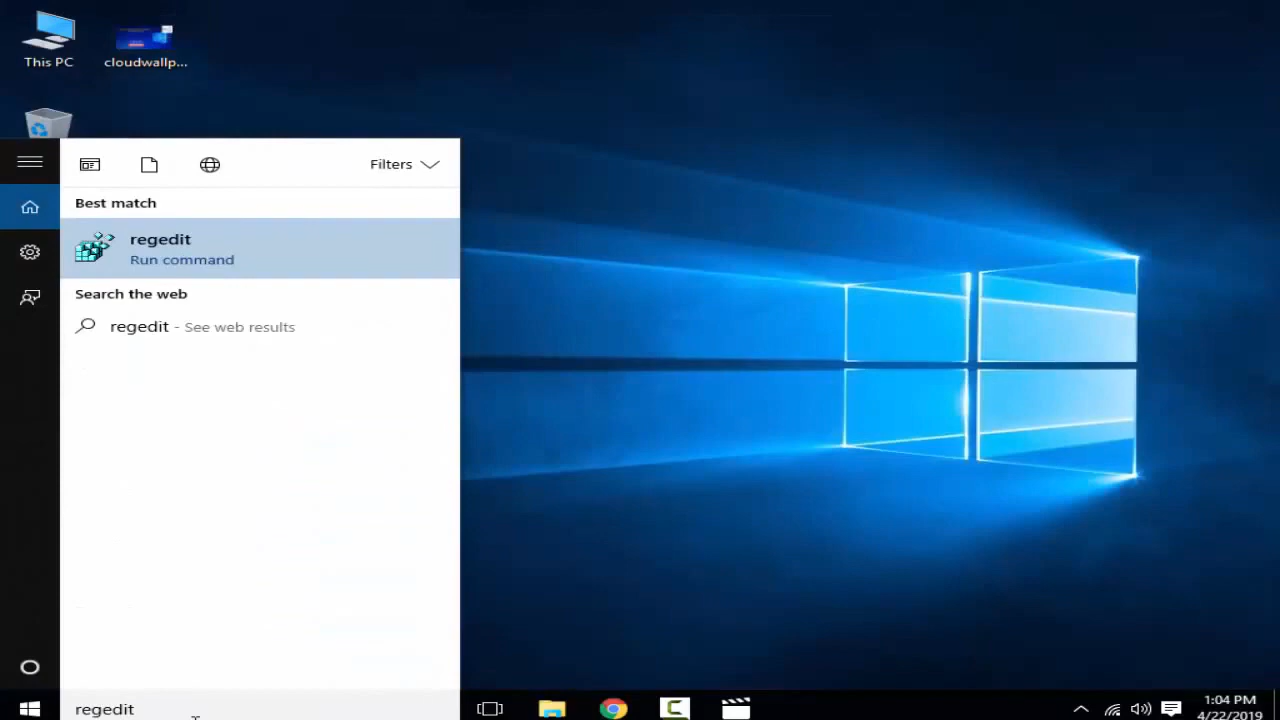 This PC
cloudwallp...
Filters
Best match
regedit
Run command
Search the web
regedit - See web results
regedit
1:04 PM
4/22/2019